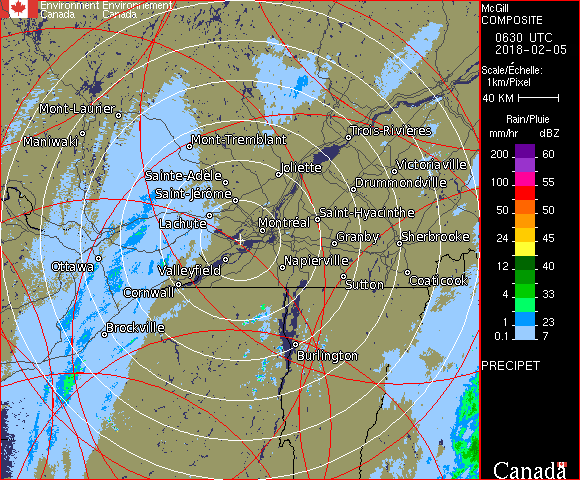 Environment Environnement
Canada Canada
McGill
COMPOSITE
0630 UTC
2018-02-05
Scale/Échelle:
1km/Pixel
40 KM
Rain/Pluie
mm/hr dBZ
200 60
150 57
100 55
50 50
24 45
12 40
4 33
1 23
0.1 7
PRECIPET
Canada
Mont-Laurier
Maniwaki
Mont-Tremblant
Trois-Rivières
Sainte-Adèle
Joliette
Victoriaville
Saint-Jérôme
Drummondville
Lachute
Montréal
Saint-Hyacinthe
Granby
Sherbrooke
Ottawa
Valleyfield
Napierville
Cornwall
Sutton
Coaticook
Brockville
Burlington